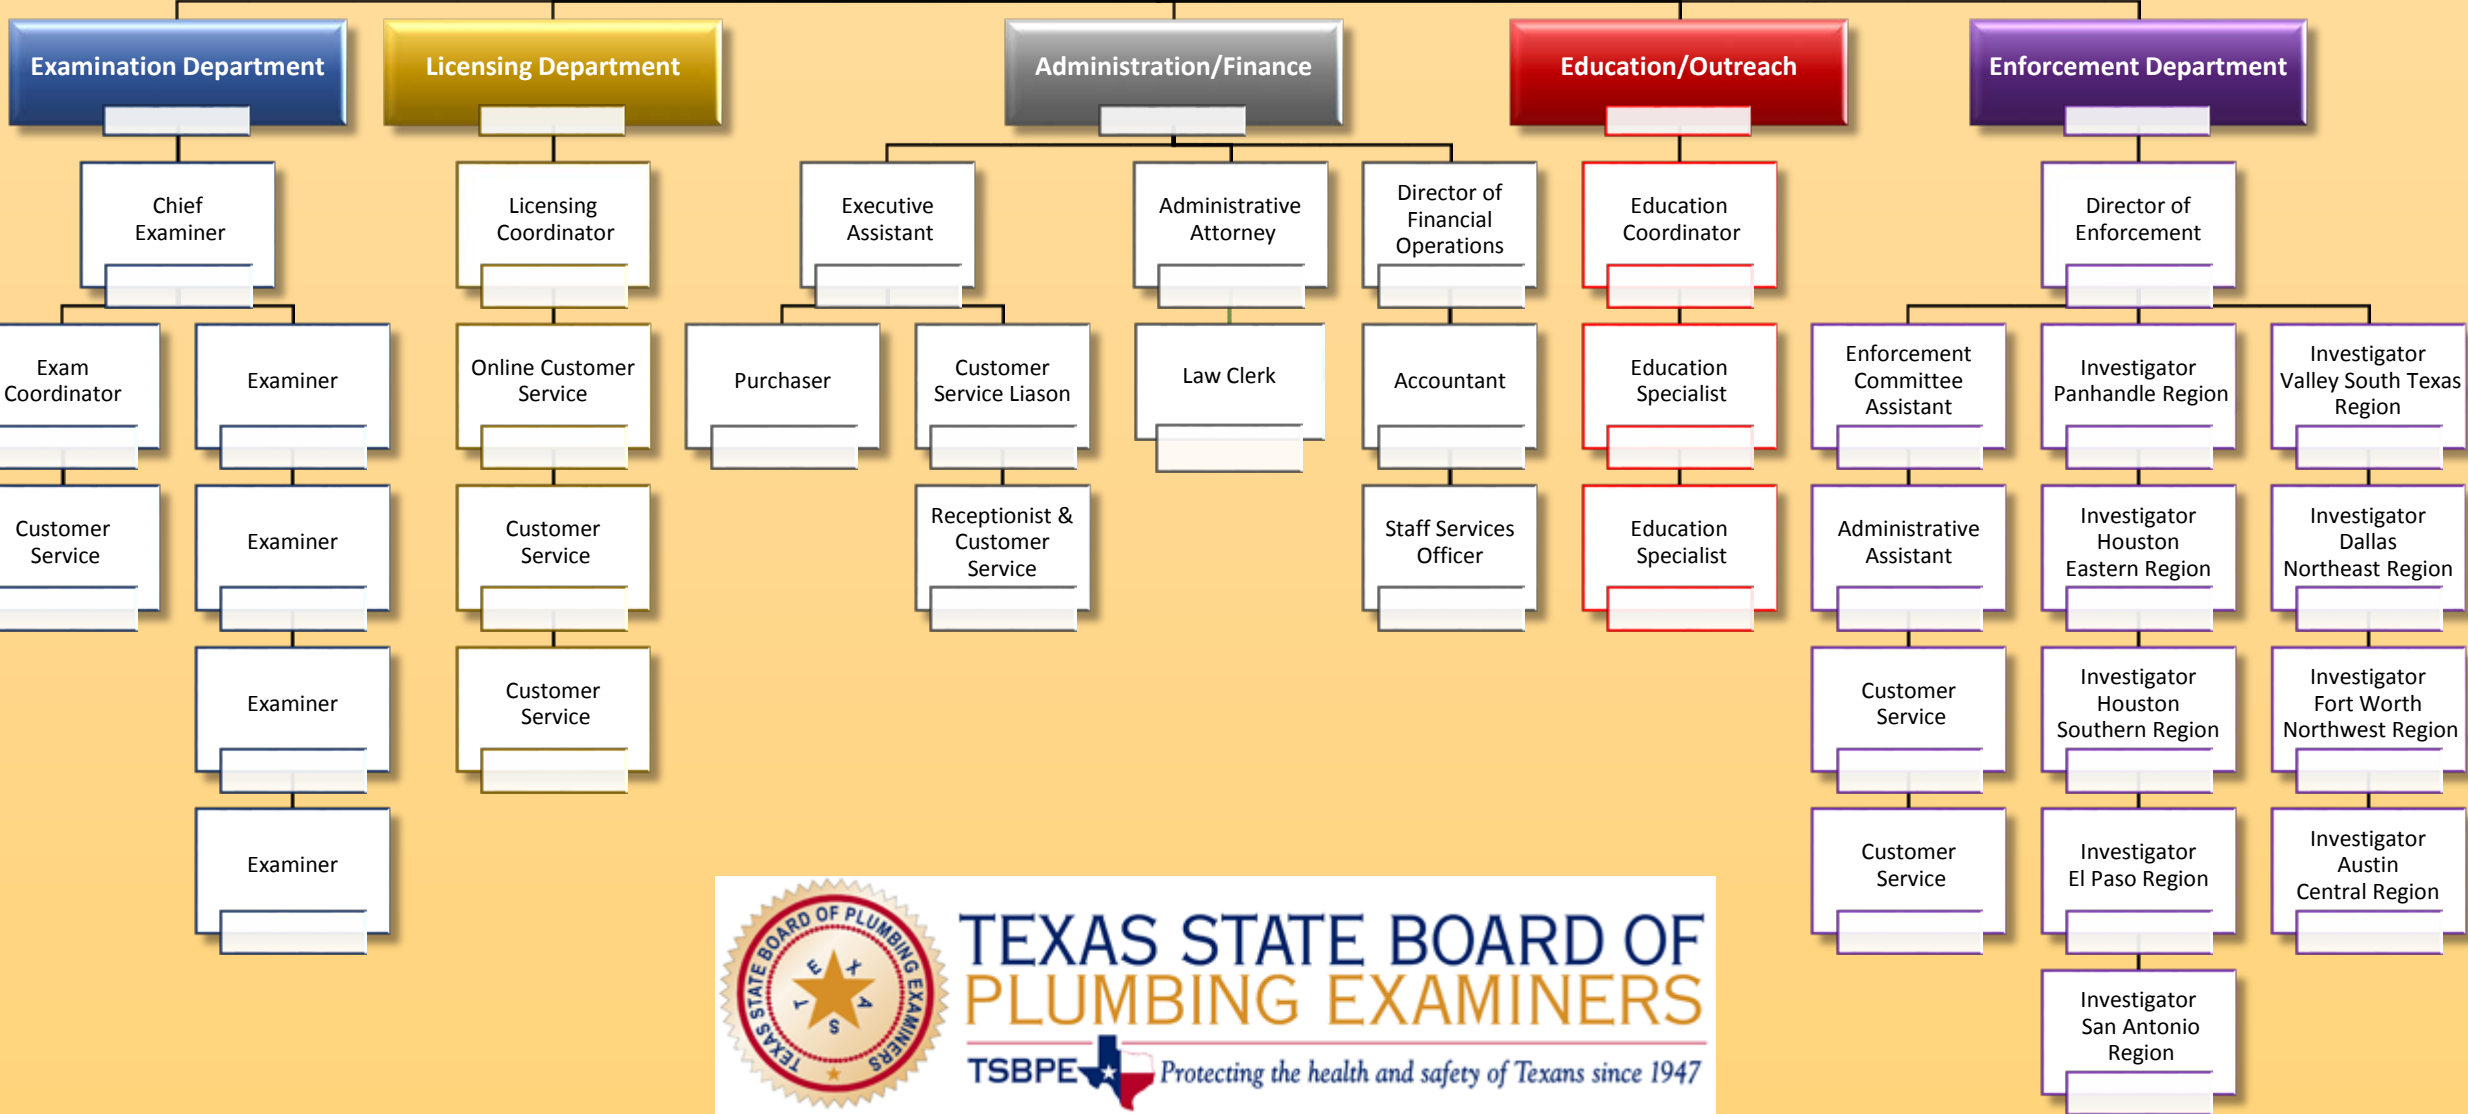 Examination Department
Licensing Department
Administration/Finance
Education/Outreach
Enforcement Department
Chief
Examiner
Licensing
Coordinator
Executive
Assistant
Administrative
Attorney
Director of
Financial
Operations
Education
Coordinator
Director of
Enforcement
Exam
Coordinator
Examiner
Online Customer
Service
Purchaser
Customer
Service Liason
Law Clerk
Accountant
Education
Specialist
Enforcement
Committee
Assistant
Investigator
Panhandle Region
Investigator
Valley South Texas
Region
Customer
Service
Examiner
Customer
Service
Receptionist &
Customer
Service
Staff Services
Officer
Education
Specialist
Administrative
Assistant
Investigator
Houston
Eastern Region
Investigator
Dallas
Northeast Region
Examiner
Customer
Service
Customer
Service
Investigator
Houston
Southern Region
Investigator
Fort Worth
Northwest Region
Examiner
Customer
Service
Investigator
El Paso Region
Investigator
Austin
Central Region
Investigator
San Antonio
Region
TEXAS STATE BOARD OF PLUMBING EXAMINERS
TEXAS
TEXAS STATE BOARD OF
PLUMBING EXAMINERS
TSBPE Protecting the health and safety of Texans since 1947